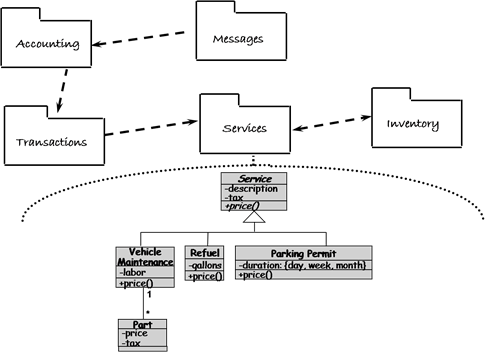 Messages
Accounting
Transactions
Services
Inventory
Service
-description
-tax
+price()
Vehicle
Maintenance
-labor
+price()
Refuel
-gallons
+price()
Parking Permit
-duration: {day, week, month}
+price()
1
*
Part
-price
-tax